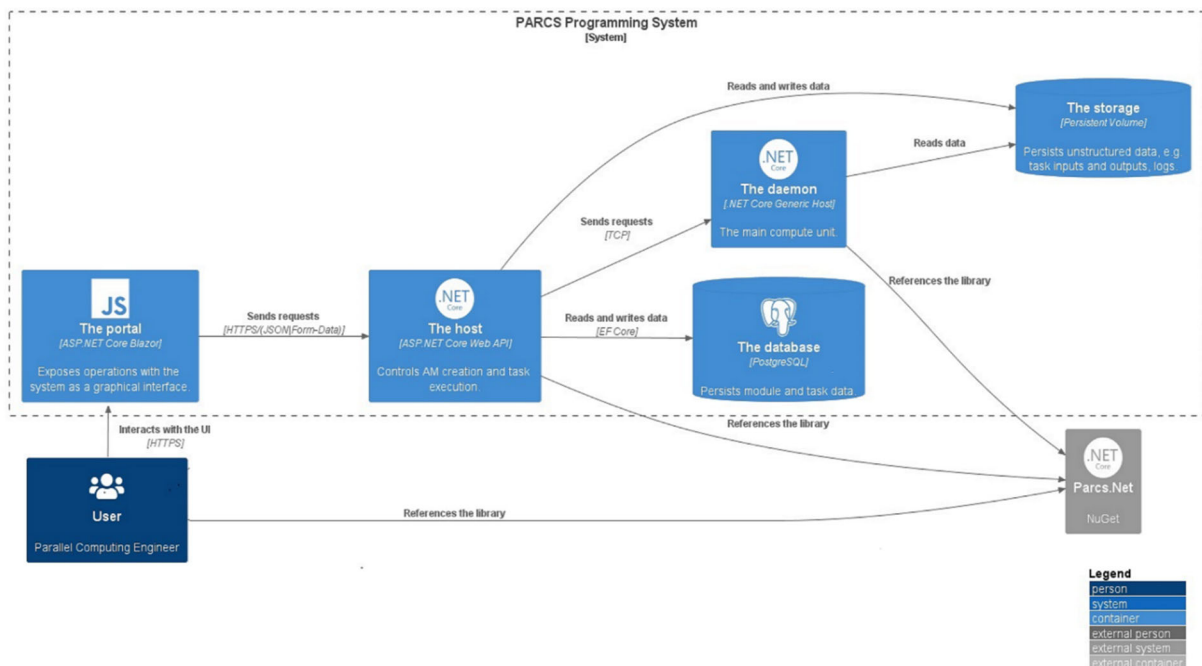 PARCS Programming System
[System]
Reads and writes data
The storage
[Persistent Volume]
Persists unstructured data, e.g
task inputs and outputs, logs.
.NET
Core
The daemon
[.NET Core Generic Host]
The main compute unit.
Reads data
Sends requests
[TCP]
References the library
JS
The portal
[ASP.NET Core Blazor]
Exposes operations with the
system as a graphical interface.
Sends requests
[HTTPS/(JSON\Form-Data)]
.NET
Core
The host
[ASP.NET Core Web API]
Controls AM creation and task
execution.
Reads and writes data
[EF Core]
The database
[PostgreSQL]
Persists module and task data.
References the library
Interacts with the UI
[HTTPS]
User
Parallel Computing Engineer
References the library
.NET
Core
Parcs.Net
NuGet
Legend
person
system
container
external person
external system
external container